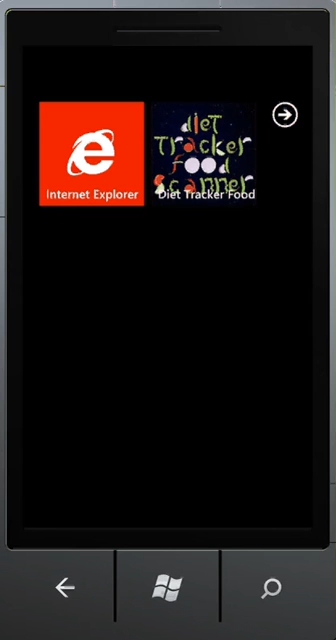 Internet Explorer
dieT
Tracker
food
Scanner
Diet Tracker Food